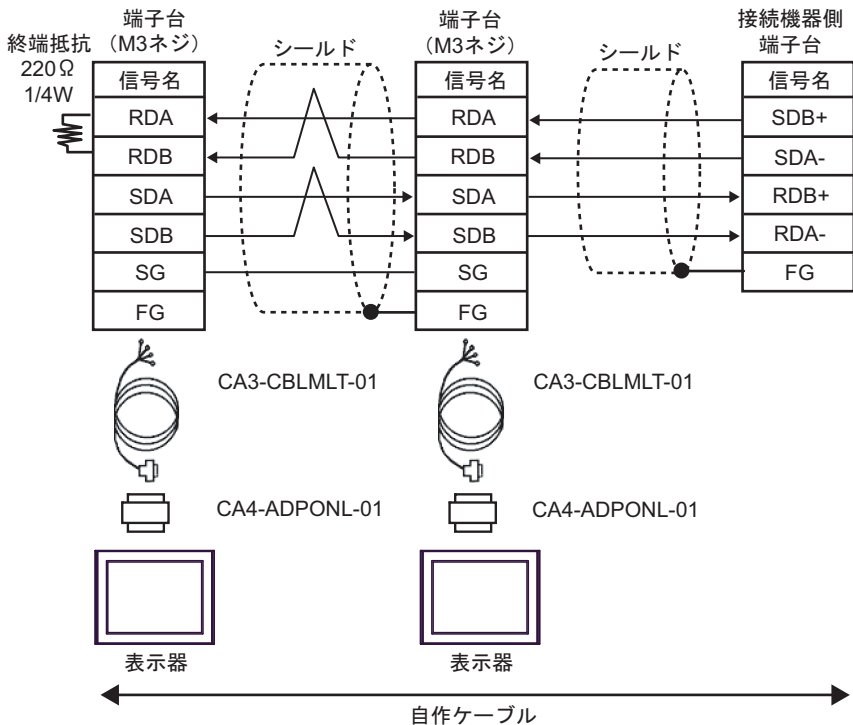 終端抵抗
220Ω
1/4W
端子台
（M3ネジ）
信号名
RDA
RDB
SDA
SDB
SG
FG
シールド
端子台
（M3ネジ）
信号名
RDA
RDB
SDA
SDB
SG
FG
シールド
接続機器側
端子台
信号名
SDB+
SDA-
RDB+
RDA-
FG
CA3-CBLMLT-01
CA3-CBLMLT-01
CA4-ADPONL-01
CA4-ADPONL-01
表示器
表示器
自作ケーブル